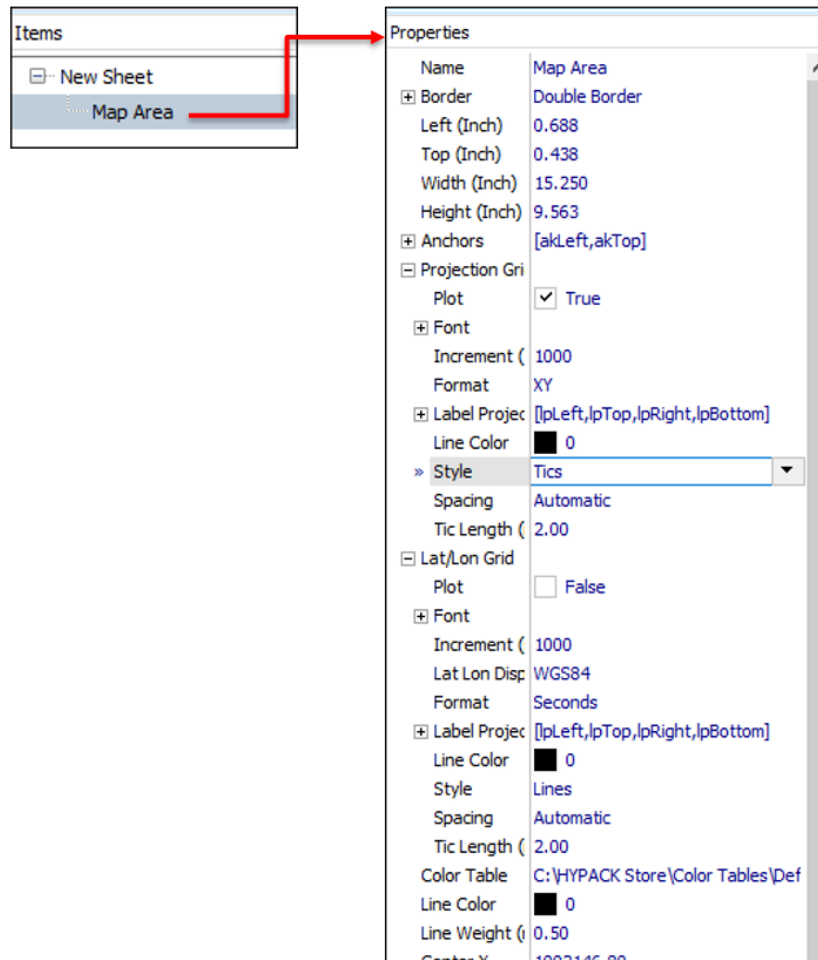 Items
New Sheet
Map Area
Properties
Name Map Area
Border Double Border
Left (Inch) 0.688
Top (Inch) 0.438
Width (Inch) 15.250
Height (Inch) 9.563
Anchors [akLeft,akTop]
Projection Gri
Plot True
Font
Increment ( 1000
Format XY
Label Projec [lpLeft,lpTop,lpRight,lpBottom]
Line Color 0
» Style Tics
Spacing Automatic
Tic Length ( 2.00
Lat/Lon Grid
Plot False
Font
Increment ( 1000
Lat Lon Disp WGS84
Format Seconds
Label Projec [lpLeft,lpTop,lpRight,lpBottom]
Line Color 0
Style Lines
Spacing Automatic
Tic Length ( 2.00
Color Table C:\HYPACK Store\Color Tables\Def
Line Color 0
Line Weight (r 0.50
Center X